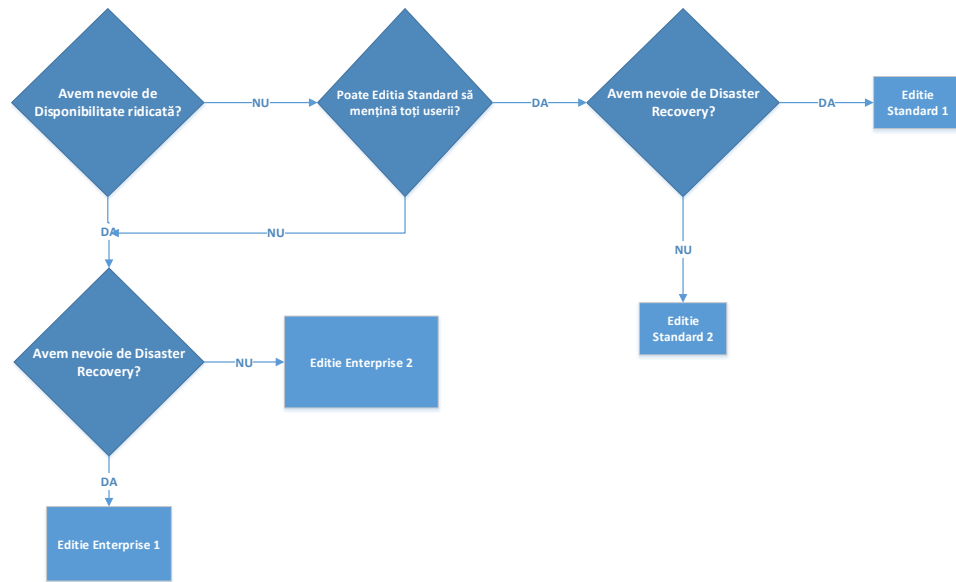 Avem nevoie de
Disponibilitate ridicată?
NU
Poate Editia Standard să
mențină toți userii?
DA
Avem nevoie de Disaster
Recovery?
DA
Editie
Standard 1
DA
NU
NU
Editie
Standard 2
Avem nevoie de Disaster
Recovery?
NU
Editie Enterprise 2
DA
Editie Enterprise 1